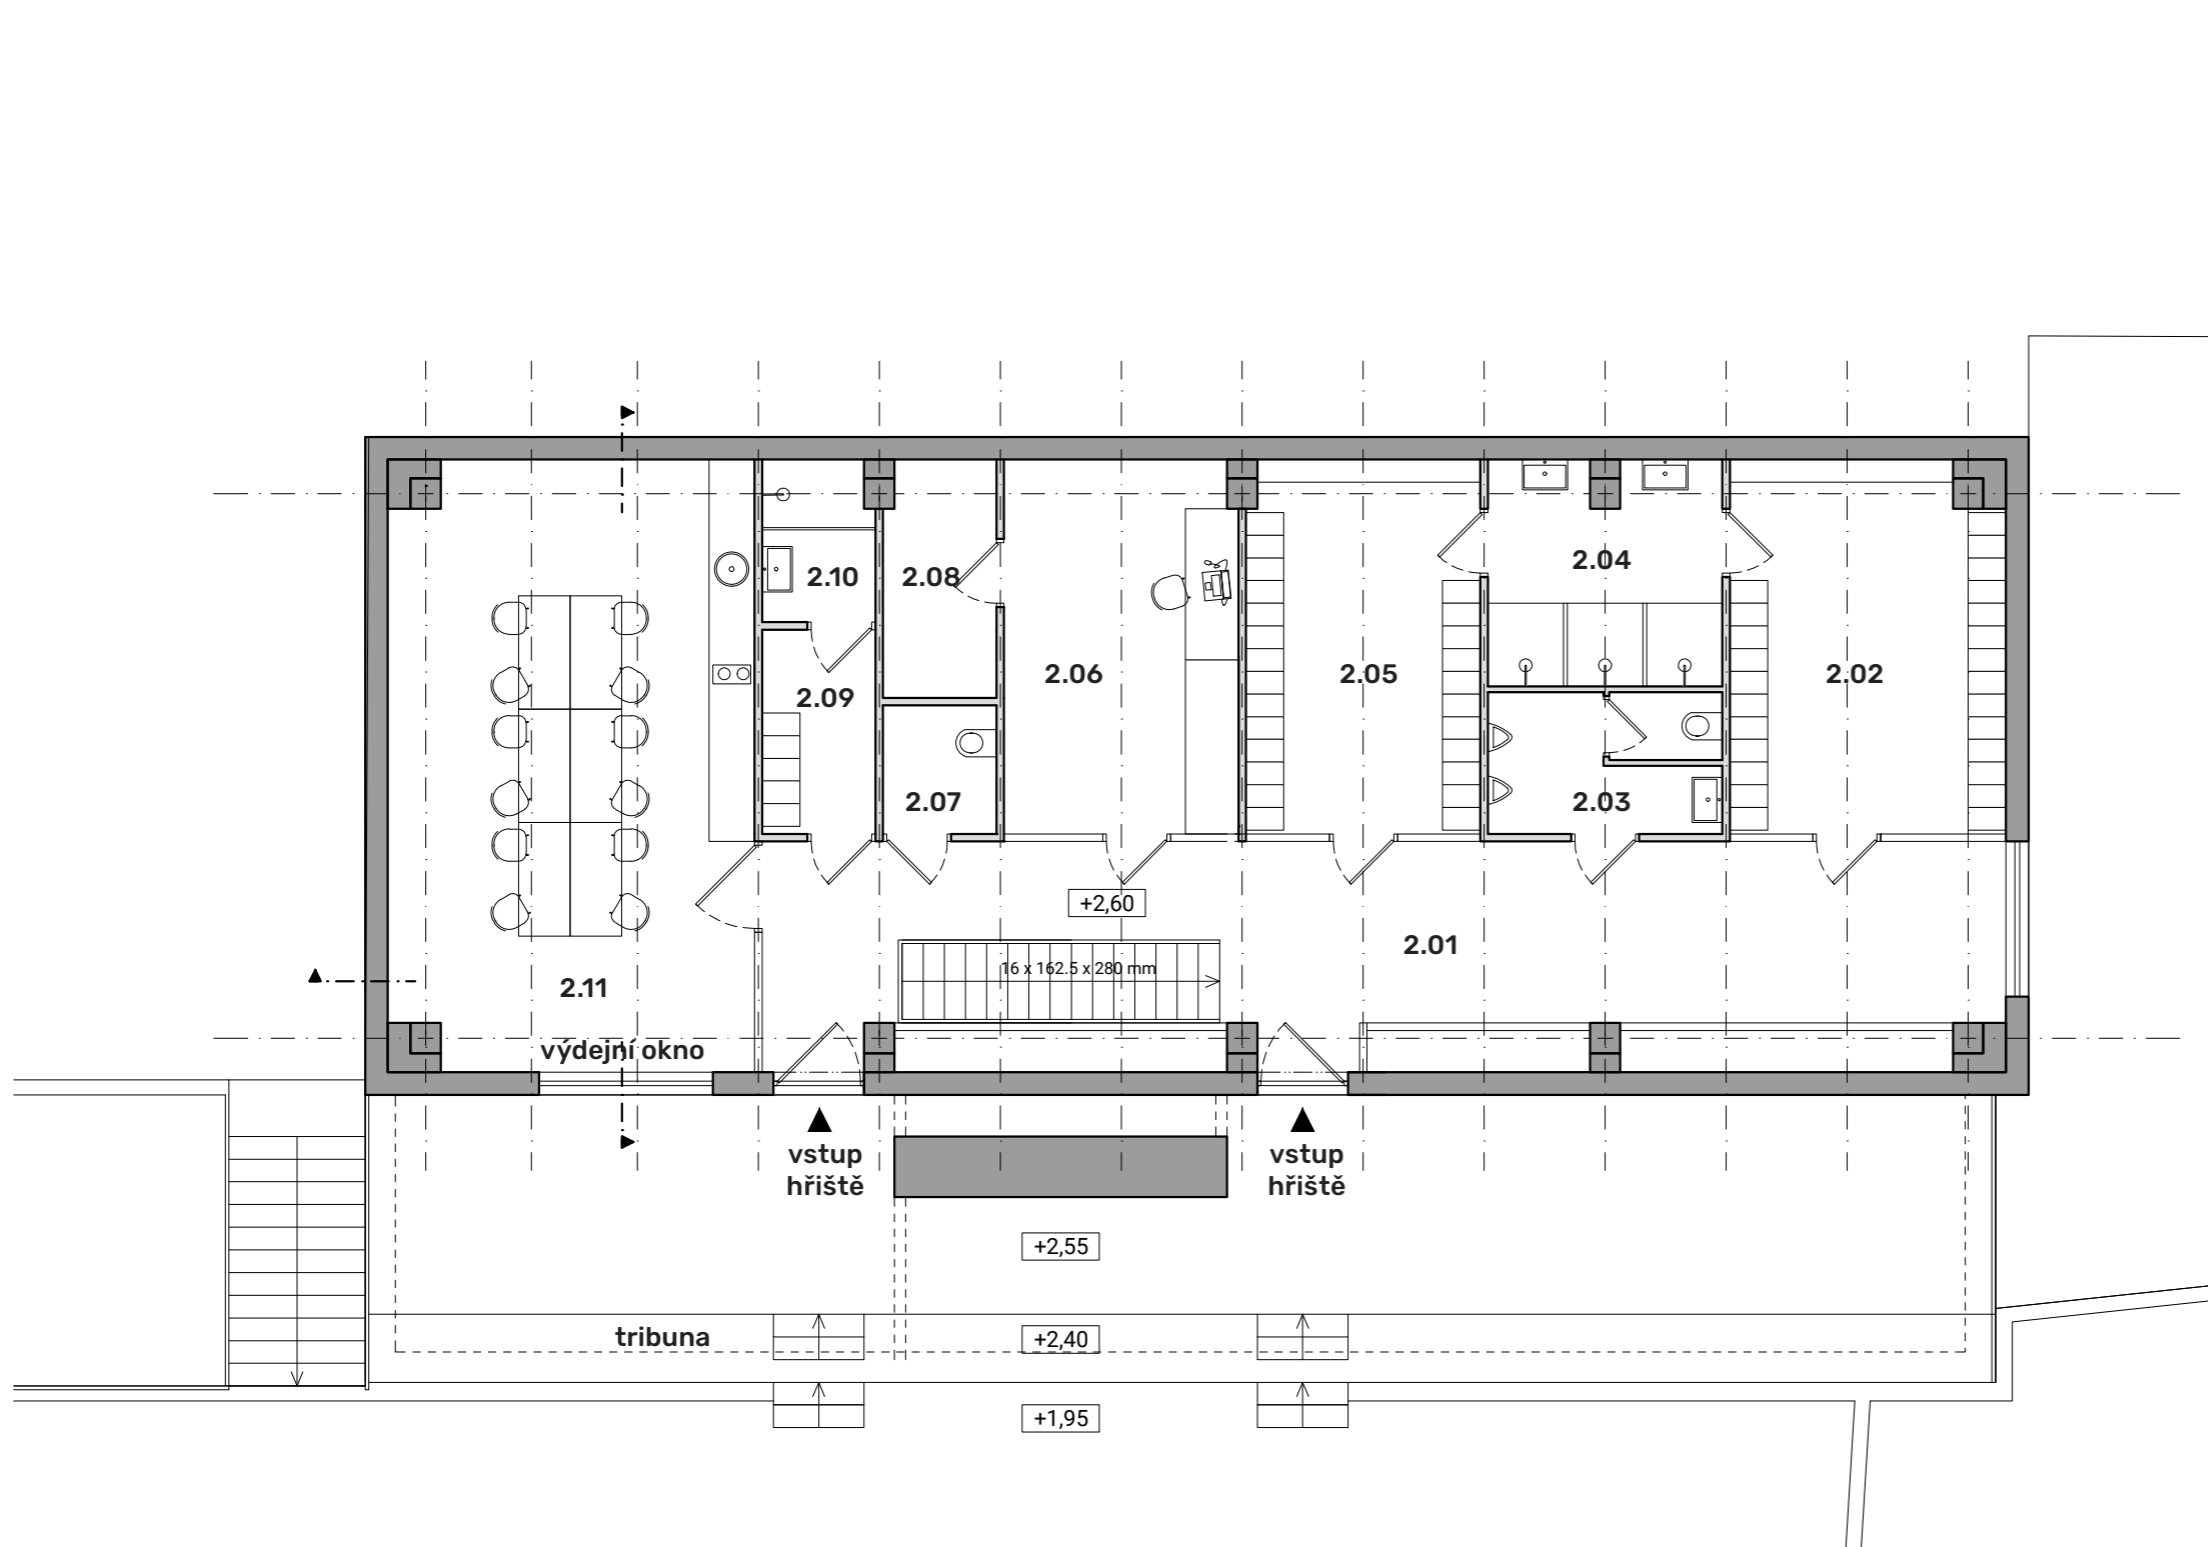 2.04
2.10
2.08
2.06
2.05
2.02
2.09
2.07
2.03
+2,60
2.01
16 x 162.5 x 280 mm
2.11
výdejní okno
vstup
hřiště
vstup
hřiště
+2,55
tribuna
+2,40
+1,95